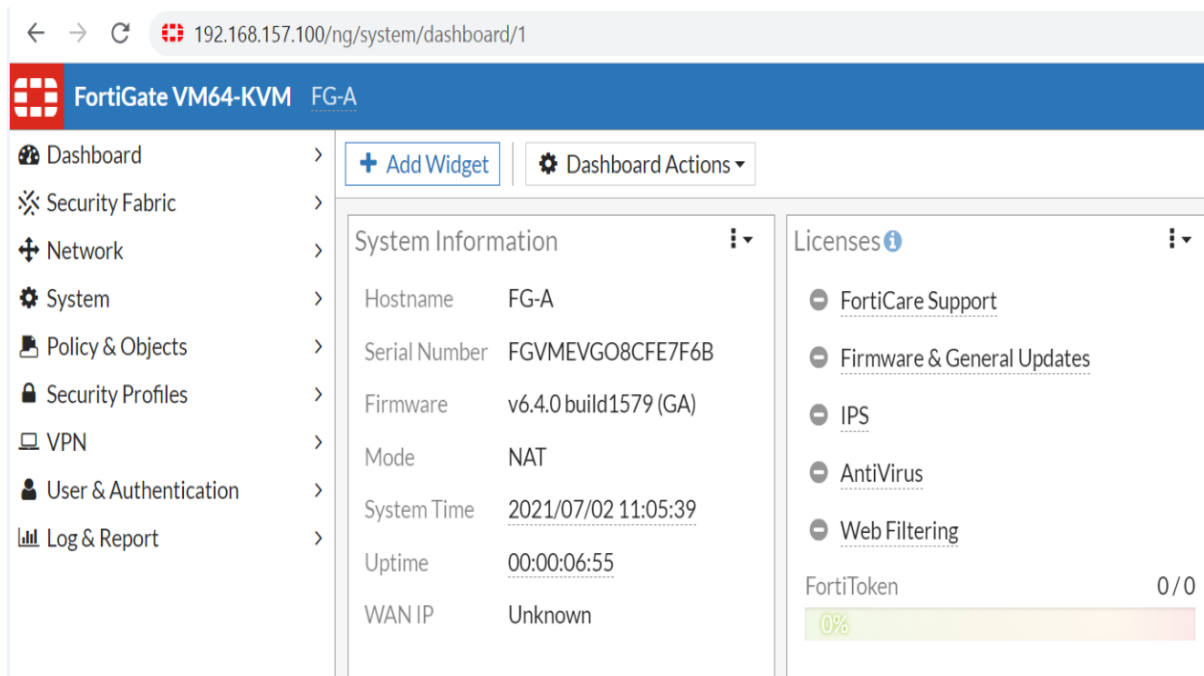 192.168.157.100/ng/system/dashboard/1
FortiGate VM64-KVM FG-A
Dashboard
Security Fabric
Network
System
Policy & Objects
Security Profiles
VPN
User & Authentication
Log & Report
Add Widget
Dashboard Actions
System Information
Hostname FG-A
Serial Number FGVMEVGO8CFE7F6B
Firmware v6.4.0 build1579 (GA)
Mode NAT
System Time 2021/07/02 11:05:39
Uptime 00:00:06:55
WAN IP Unknown
Licenses
FortiCare Support
Firmware & General Updates
IPS
AntiVirus
Web Filtering
FortiToken 0/0
0%